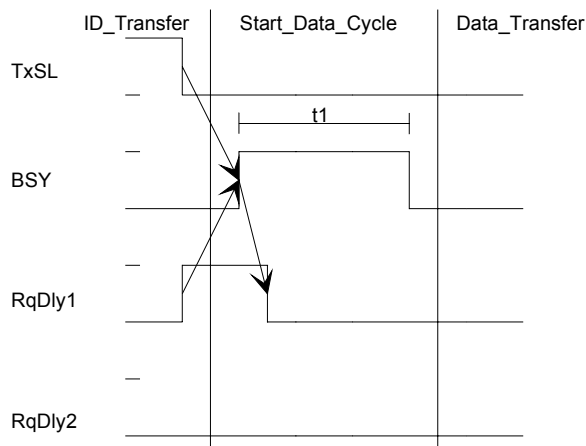 ID_Transfer Start_Data_Cycle Data_Transfer
TxSL
t1
BSY
RqDly1
RqDly2